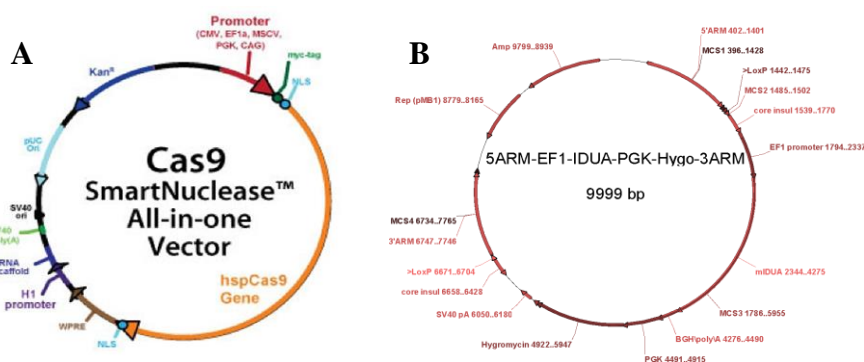 A
Promoter
(CMV, EF1a, MSCV,
PGK, CAG)
myc-tag
NLS
Kanᴿ
pUC
Ori
SV40
ori
Cas9
SmartNuclease™
All-in-one
Vector
hspCas9
Gene
H1
promoter
WPRE
NLS
B
5'ARM 402..1401
MCS1 396..1428
>LoxP 1442..1475
MCS2 1485..1502
core insul 1539..1770
EF1 promoter 1794..2337
Amp 9799..8939
Rep (pMB1) 8779..8165
5ARM-EF1-IDUA-PGK-Hygo-3ARM
9999 bp
MCS4 6734..7765
3'ARM 6747..7746
>LoxP 6671..6704
core insul 6658..6428
SV40 pA 6050..6180
Hygromycin 4922..5947
mIDUA 2344..4275
MCS3 1786..5955
BGH\poly\A 4276..4490
PGK 4491..4915